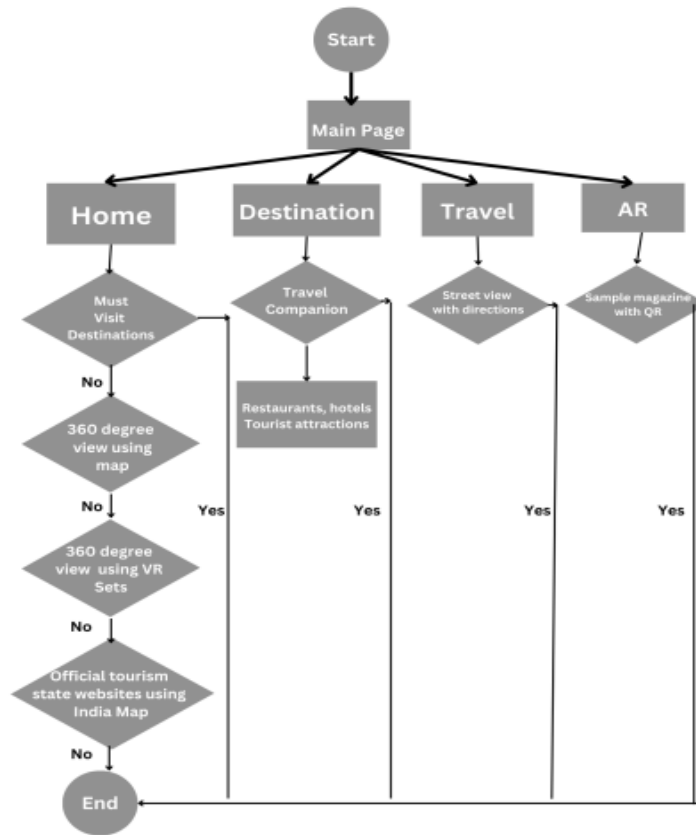 Start
Main Page
Home
Destination
Travel
AR
Must
Visit
Destinations
Travel
Companion
Street view
with directions
Sample magazine
with QR
No
Restaurants, hotels
Tourist attractions
360 degree
view using
map
No
Yes
Yes
Yes
Yes
360 degree
view using VR
Sets
No
Official tourism
state websites using
India Map
No
End